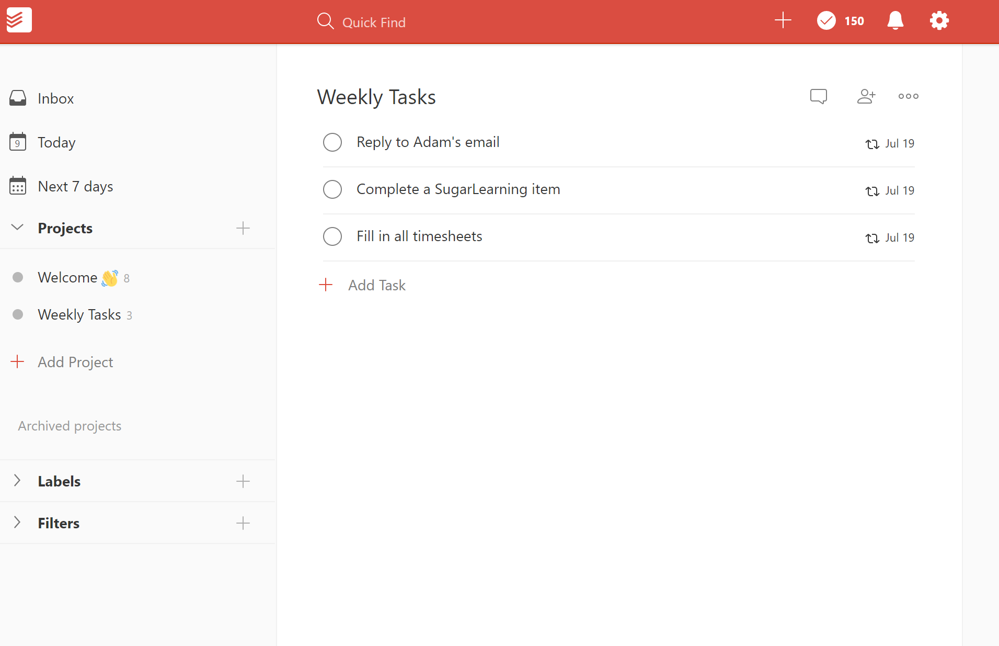 Quick Find
150
Inbox
9
Today
Next 7 days
Projects
Welcome 👋 8
Weekly Tasks 3
Add Project
Archived projects
Labels
Filters
Weekly Tasks
Reply to Adam's email
Jul 19
Complete a SugarLearning item
Jul 19
Fill in all timesheets
Jul 19
Add Task